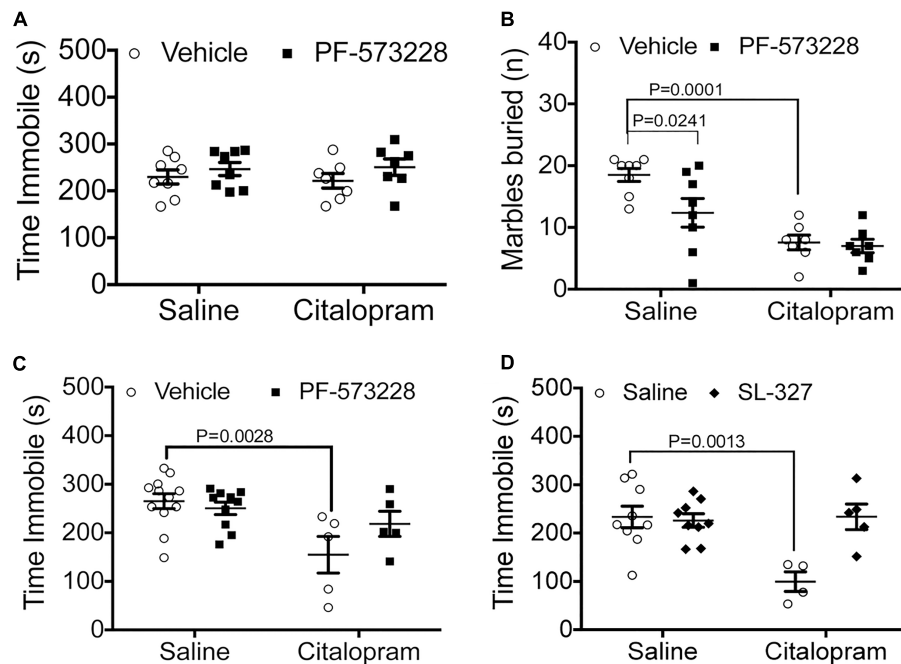 A
Vehicle PF-573228
Time Immobile (s)
500
400
300
200
100
0
Saline Citalopram
B
Vehicle PF-573228
Marbles buried (n)
40
30
20
10
0
P=0.0001
P=0.0241
Saline Citalopram
C
Vehicle PF-573228
Time Immobile (s)
500
400
300
200
100
0
P=0.0028
Saline Citalopram
D
Saline SL-327
Time Immobile (s)
500
400
300
200
100
0
P=0.0013
Saline Citalopram